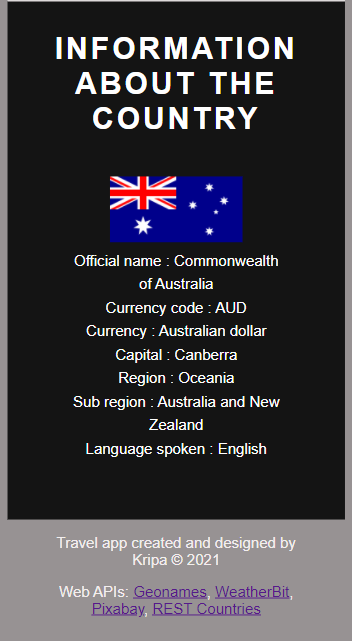 INFORMATION
ABOUT THE
COUNTRY
Official name : Commonwealth
of Australia
Currency code : AUD
Currency : Australian dollar
Capital : Canberra
Region : Oceania
Sub region : Australia and New
Zealand
Language spoken : English
Travel app created and designed by
Kripa © 2021
Web APIs: Geonames, WeatherBit,
Pixabay, REST Countries